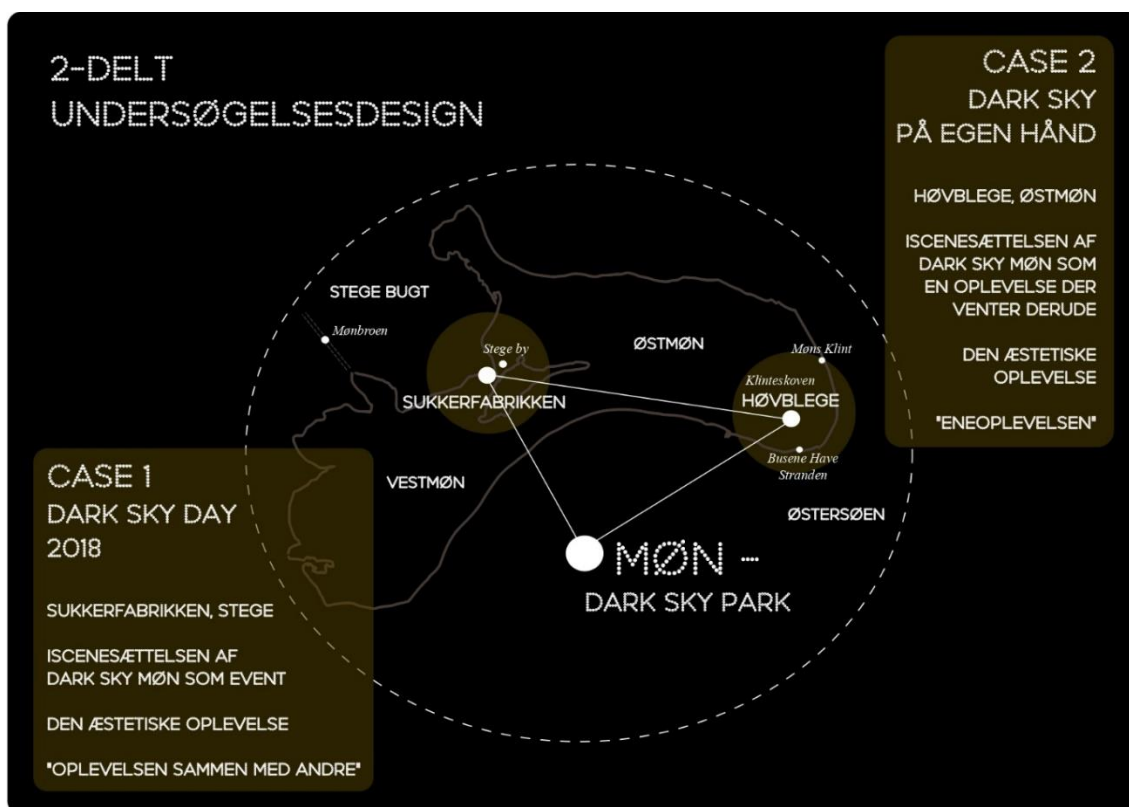 2-DELT
UNDERSØGELSESDESIGN
CASE 2
DARK SKY
PÅ EGEN HÅND
HØVBLEGE, ØSTMØN
ISCENESÆTTELSEN AF
DARK SKY MØN SOM
EN OPLEVELSE DER
VENTER DERUDE
DEN ÆSTETISKE
OPLEVELSE
"ENEOPLEVELSEN"
STEGE BUGT
Mønbroen
Stege by
SUKKERFABRIKKEN
ØSTMØN
Møns Klint
Klinteskoven
HØVBLEGE
Busene Have
Stranden
VESTMØN
ØSTERSØEN
MØN -
DARK SKY PARK
CASE 1
DARK SKY DAY
2018
SUKKERFABRIKKEN, STEGE
ISCENESÆTTELSEN AF
DARK SKY MØN SOM EVENT
DEN ÆSTETISKE OPLEVELSE
"OPLEVELSEN SAMMEN MED ANDRE"